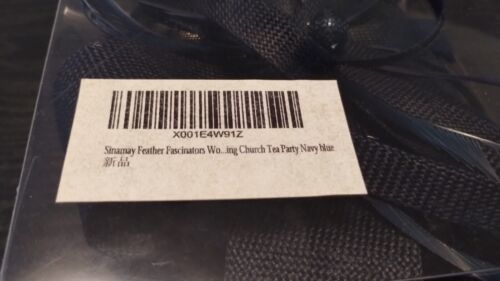 X001E4W91Z
Sinamay Feather Fascinators Wo...ing Church Tea Party Navy blue
新品